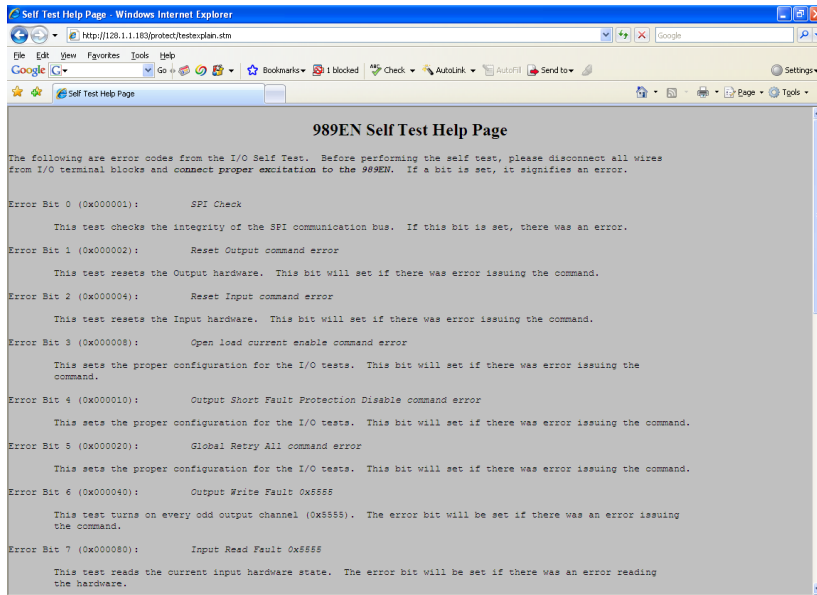 Self Test Help Page - Windows Internet Explorer
http://128.1.1.183/protect/testexplain.stm
Google
File Edit View Favorites Tools Help
Google G Go Bookmarks 1 blocked Check AutoLink AutoFill Send to Settings
Self Test Help Page Page Tools
989EN Self Test Help Page
The following are error codes from the I/O Self Test. Before performing the self test, please disconnect all wires
from I/O terminal blocks and connect proper excitation to the 989EN. If a bit is set, it signifies an error.
Error Bit 0 (0x000001): SPI Check
This test checks the integrity of the SPI communication bus. If this bit is set, there was an error.
Error Bit 1 (0x000002): Reset Output command error
This test resets the Output hardware. This bit will set if there was error issuing the command.
Error Bit 2 (0x000004): Reset Input command error
This test resets the Input hardware. This bit will set if there was error issuing the command.
Error Bit 3 (0x000008): Open load current enable command error
This sets the proper configuration for the I/O tests. This bit will set if there was error issuing the
command.
Error Bit 4 (0x000010): Output Short Fault Protection Disable command error
This sets the proper configuration for the I/O tests. This bit will set if there was error issuing the command.
Error Bit 5 (0x000020): Global Retry All command error
This sets the proper configuration for the I/O tests. This bit will set if there was error issuing the command.
Error Bit 6 (0x000040): Output Write Fault 0x5555
This test turns on every odd output channel (0x5555). The error bit will be set if there was an error issuing
the command.
Error Bit 7 (0x000080): Input Read Fault 0x5555
This test reads the current input hardware state. The error bit will be set if there was an error reading
the hardware.